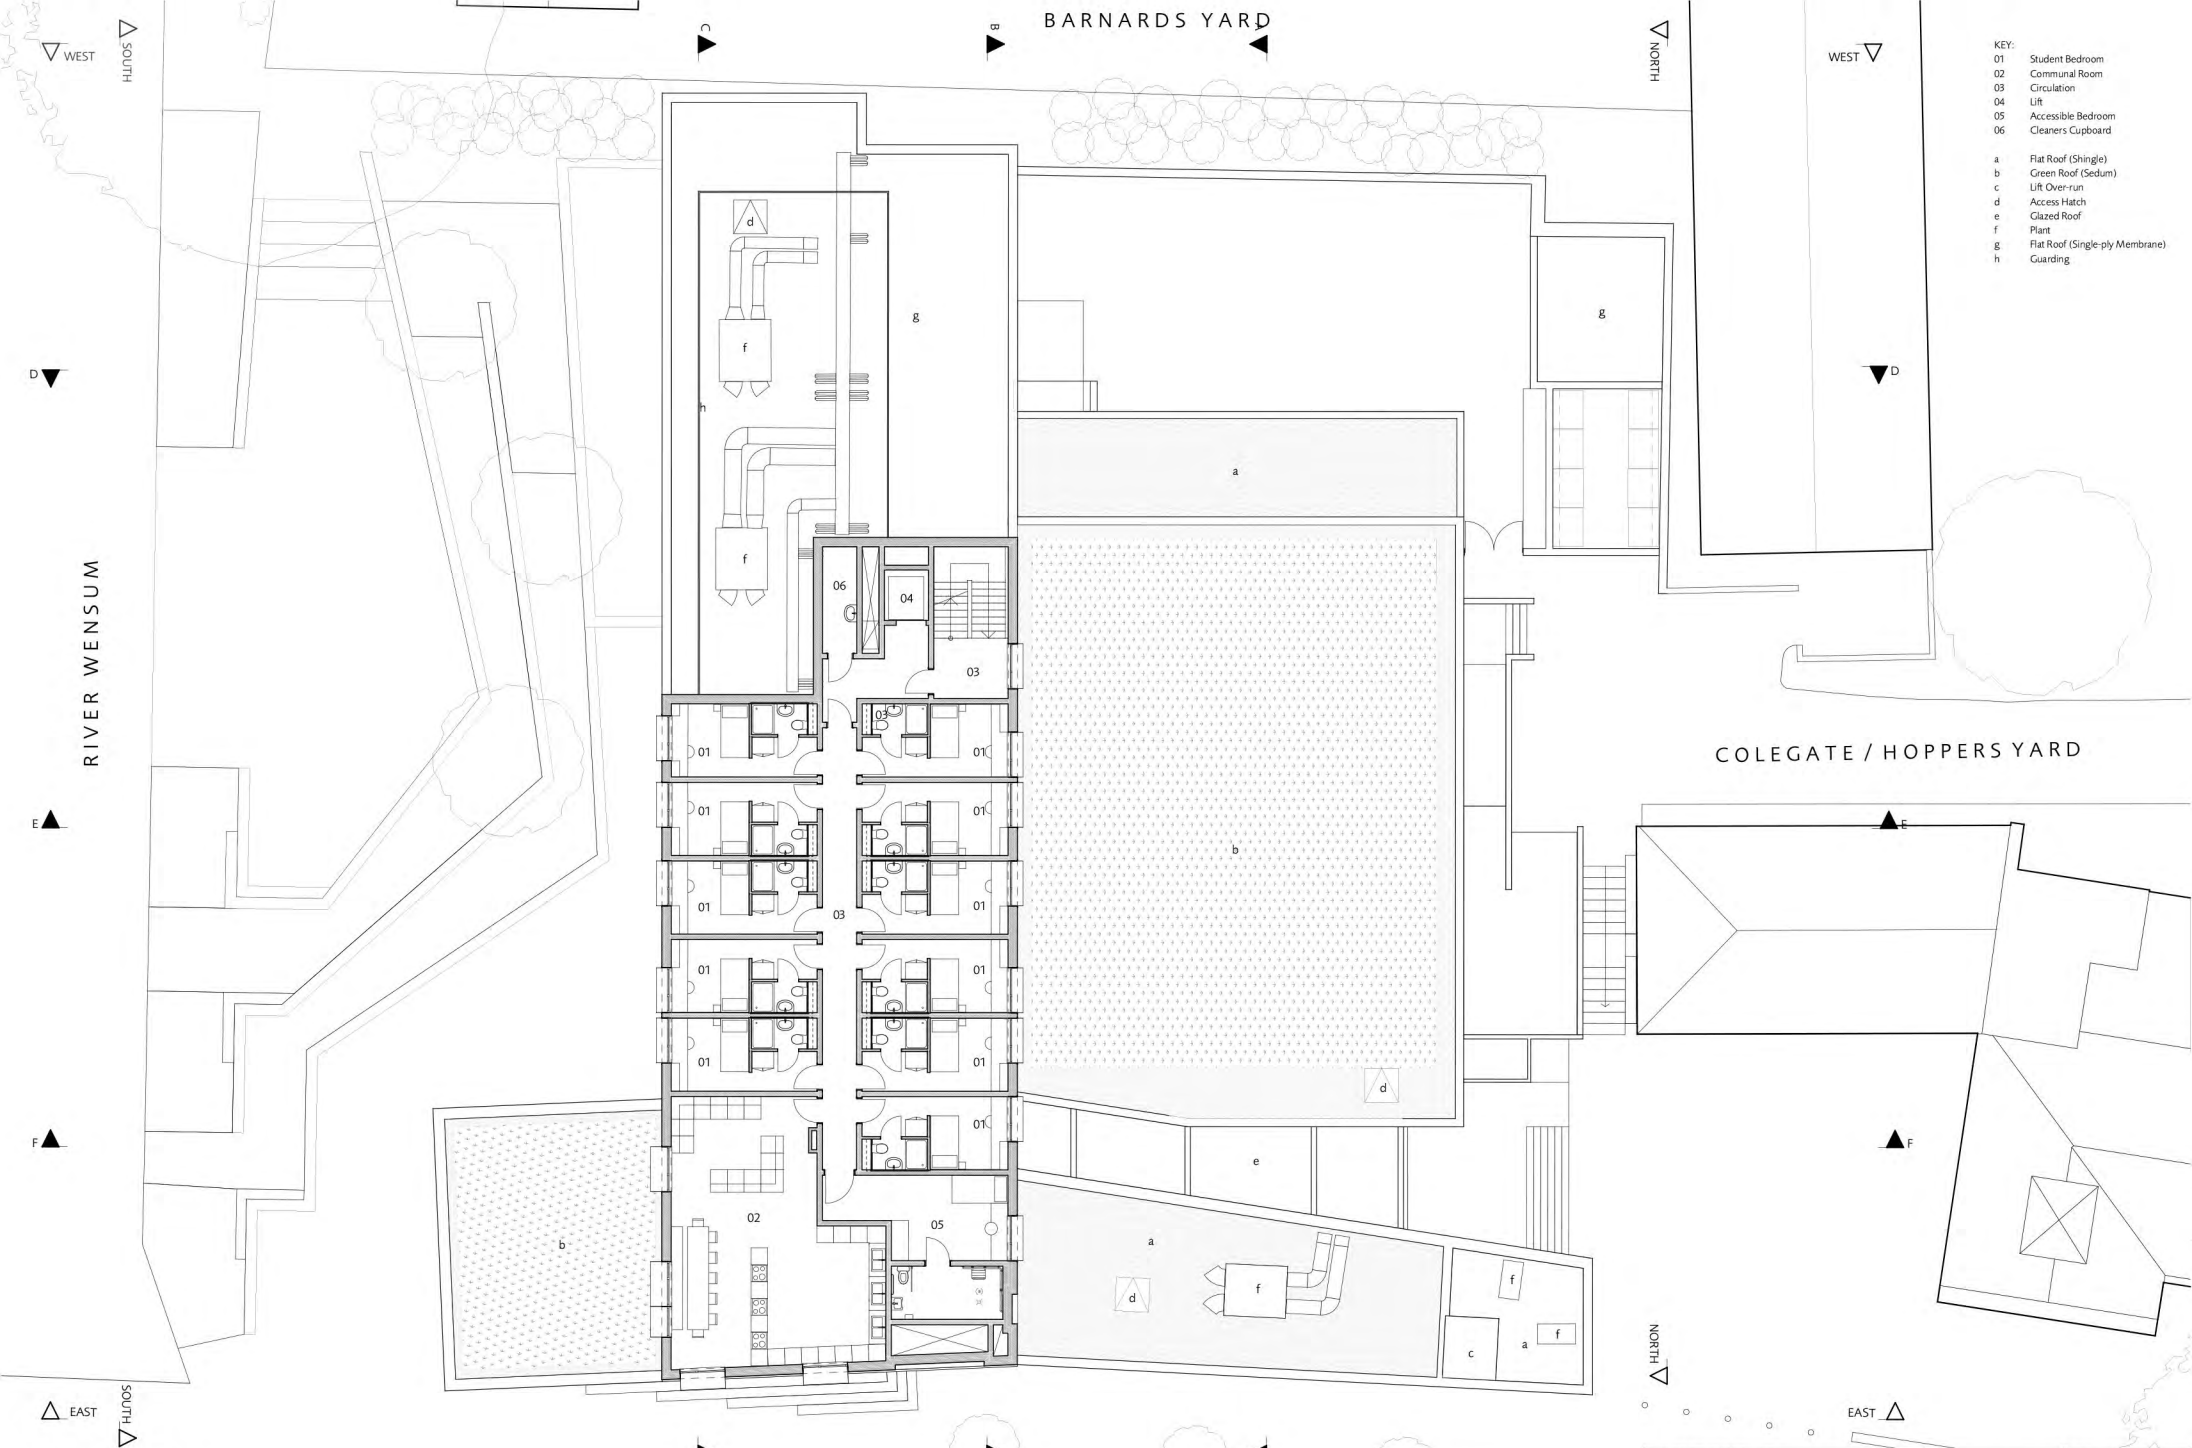 BARNARDS YARD
C
B
A
WEST
SOUTH
NORTH
WEST
KEY:
01 Student Bedroom
02 Communal Room
03 Circulation
04 Lift
05 Accessible Bedroom
06 Cleaners Cupboard
a Flat Roof (Shingle)
b Green Roof (Sedum)
c Lift Over-run
d Access Hatch
e Glazed Roof
f Plant
g Flat Roof (Single-ply Membrane)
h Guarding
d
g
g
f
D
D
h
a
f
06
04
RIVER WENSUM
03
03
01
01
COLEGATE / HOPPERS YARD
01
01
E
E
b
01
01
03
01
01
01
01
d
01
F
F
e
02
05
b
a
f
d
f
f
a
c
NORTH
SOUTH
EAST
EAST